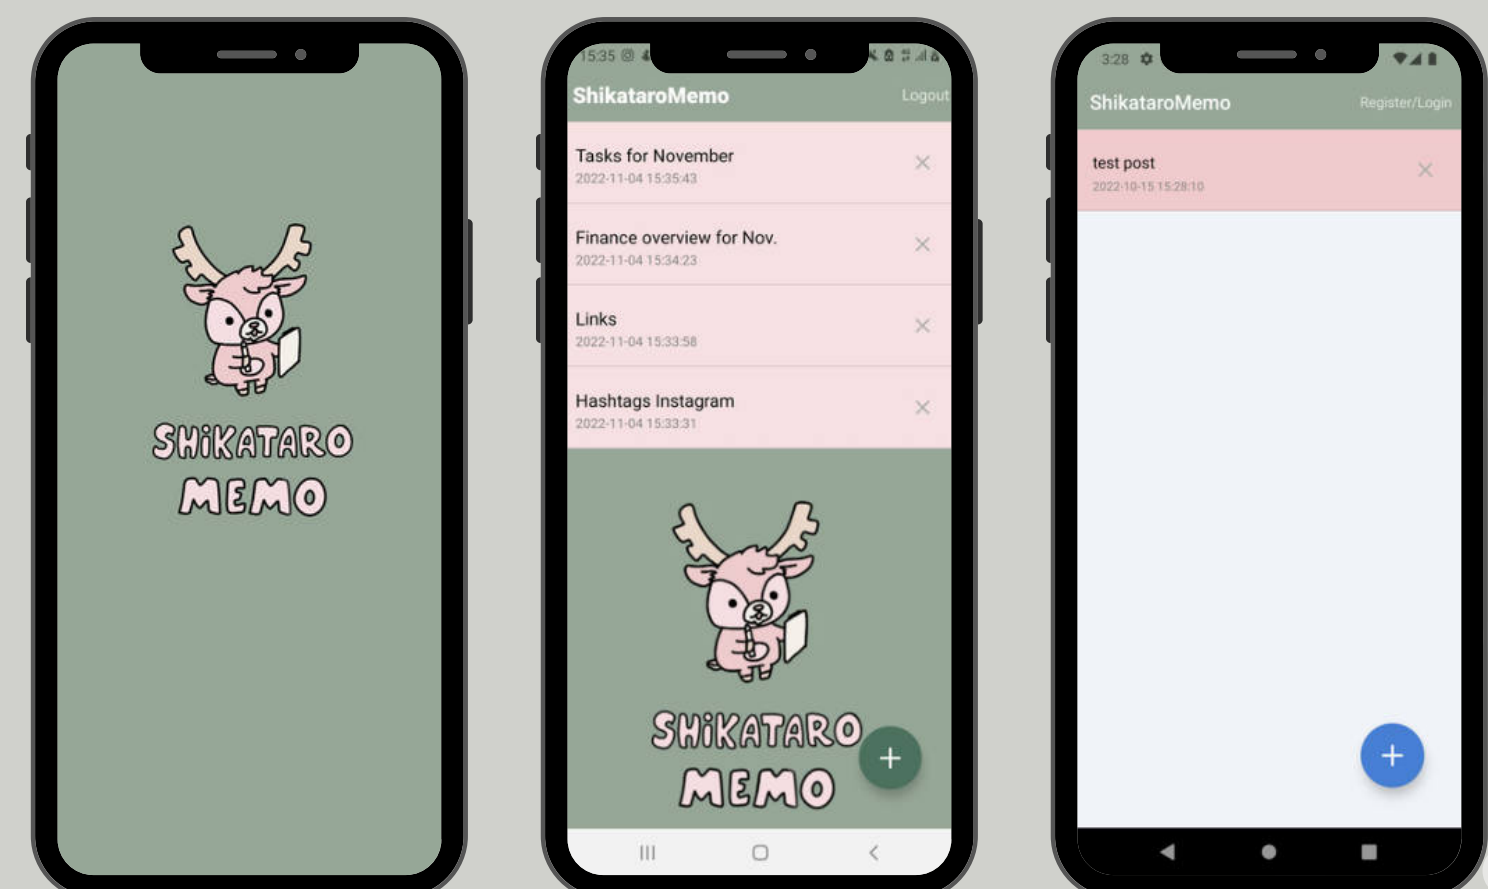 SHiKATARO
MEMO
15:35
ShikataroMemo
Logout
Tasks for November
2022-11-04 15:35:43
Finance overview for Nov.
2022-11-04 15:34:23
Links
2022-11-04 15:33:58
Hashtags Instagram
2022-11-04 15:33:31
SHiKATARO
MEMO
3:28
ShikataroMemo
Register/Login
test post
2022-10-15 15:28:10